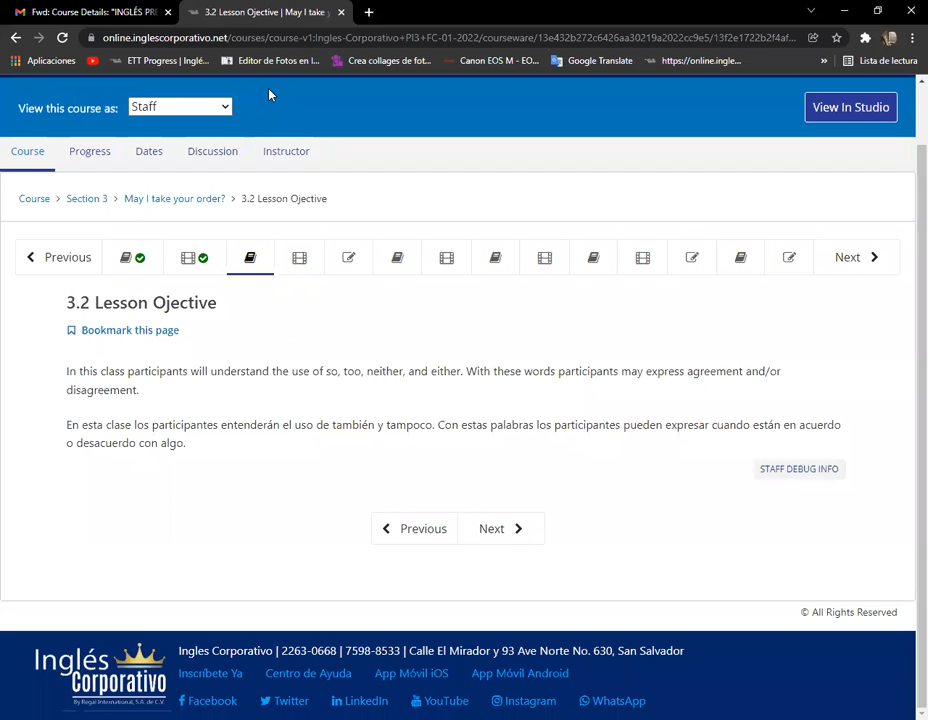 Fwd: Course Details: "INGLÉS PRE
3.2 Lesson Ojective | May I take y
online.inglescorporativo.net/courses/course-v1:Ingles-Corporativo+PI3+FC-01-2022/courseware/13e432b272c6426aa30219a2022cc9e5/13f2e1722b2f4af...
Aplicaciones
ETT Progress | Inglé...
Editor de Fotos en l...
Crea collages de fot...
Canon EOS M - EO...
Google Translate
https://online.ingle...
»
Lista de lectura
View this course as: Staff
View In Studio
Course Progress Dates Discussion Instructor
Course > Section 3 > May I take your order? > 3.2 Lesson Ojective
Previous
Next
3.2 Lesson Ojective
Bookmark this page
In this class participants will understand the use of so, too, neither, and either. With these words participants may express agreement and/or
disagreement.
En esta clase los participantes entenderán el uso de también y tampoco. Con estas palabras los participantes pueden expresar cuando están en acuerdo
o desacuerdo con algo.
STAFF DEBUG INFO
Previous Next
© All Rights Reserved
Inglés
Corporativo
By Regal International, S.A. de C.V.
Ingles Corporativo | 2263-0668 | 7598-8533 | Calle El Mirador y 93 Ave Norte No. 630, San Salvador
Inscríbete Ya Centro de Ayuda App Móvil iOS App Móvil Android
Facebook Twitter LinkedIn YouTube Instagram WhatsApp